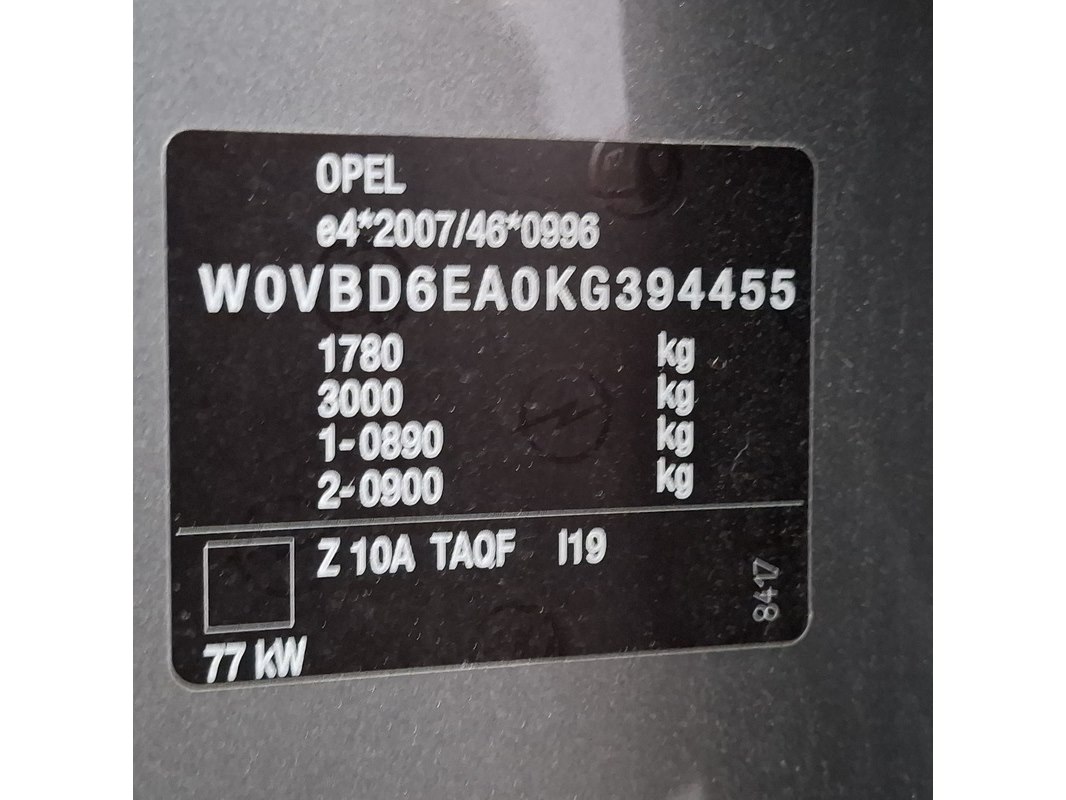 OPEL
e4*2007/46*0996
W0VBD6EA0KG394455
1780 kg
3000 kg
1-0890 kg
2-0900 kg
Z 10A TAQF I19
8417
77 kW